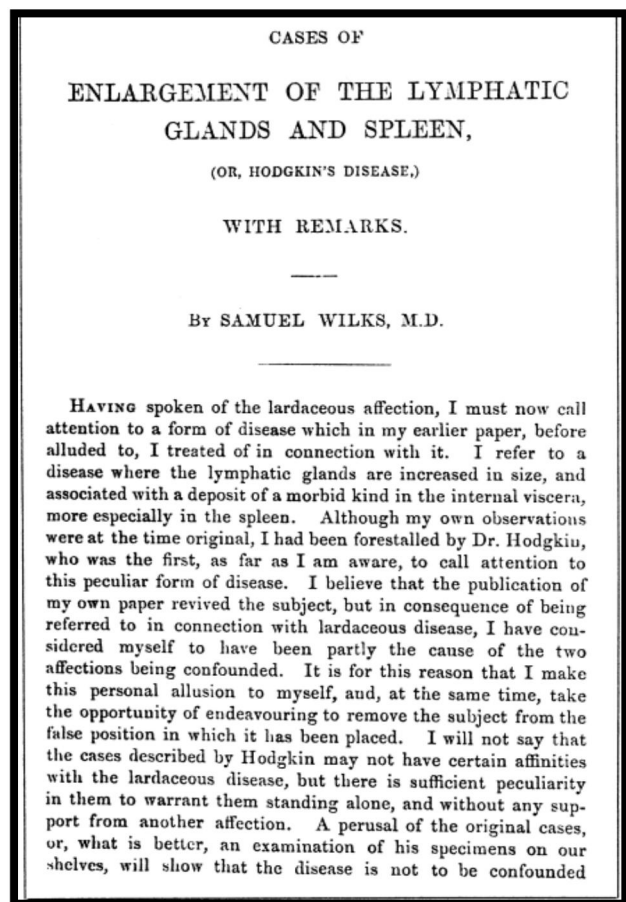 CASES OF
ENLARGEMENT OF THE LYMPHATIC
GLANDS AND SPLEEN,
(OR, HODGKIN'S DISEASE,)
WITH REMARKS.
By SAMUEL WILKS, M.D.
Having spoken of the lardaceous affection, I must now call
attention to a form of disease which in my earlier paper, before
alluded to, I treated of in connection with it. I refer to a
disease where the lymphatic glands are increased in size, and
associated with a deposit of a morbid kind in the internal viscera,
more especially in the spleen. Although my own observations
were at the time original, I had been forestalled by Dr. Hodgkin,
who was the first, as far as I am aware, to call attention to
this peculiar form of disease. I believe that the publication of
my own paper revived the subject, but in consequence of being
referred to in connection with lardaceous disease, I have con-
sidered myself to have been partly the cause of the two
affections being confounded. It is for this reason that I make
this personal allusion to myself, and, at the same time, take
the opportunity of endeavouring to remove the subject from the
false position in which it has been placed. I will not say that
the cases described by Hodgkin may not have certain affinities
with the lardaceous disease, but there is sufficient peculiarity
in them to warrant them standing alone, and without any sup-
port from another affection. A perusal of the original cases,
or, what is better, an examination of his specimens on our
shelves, will show that the disease is not to be confounded